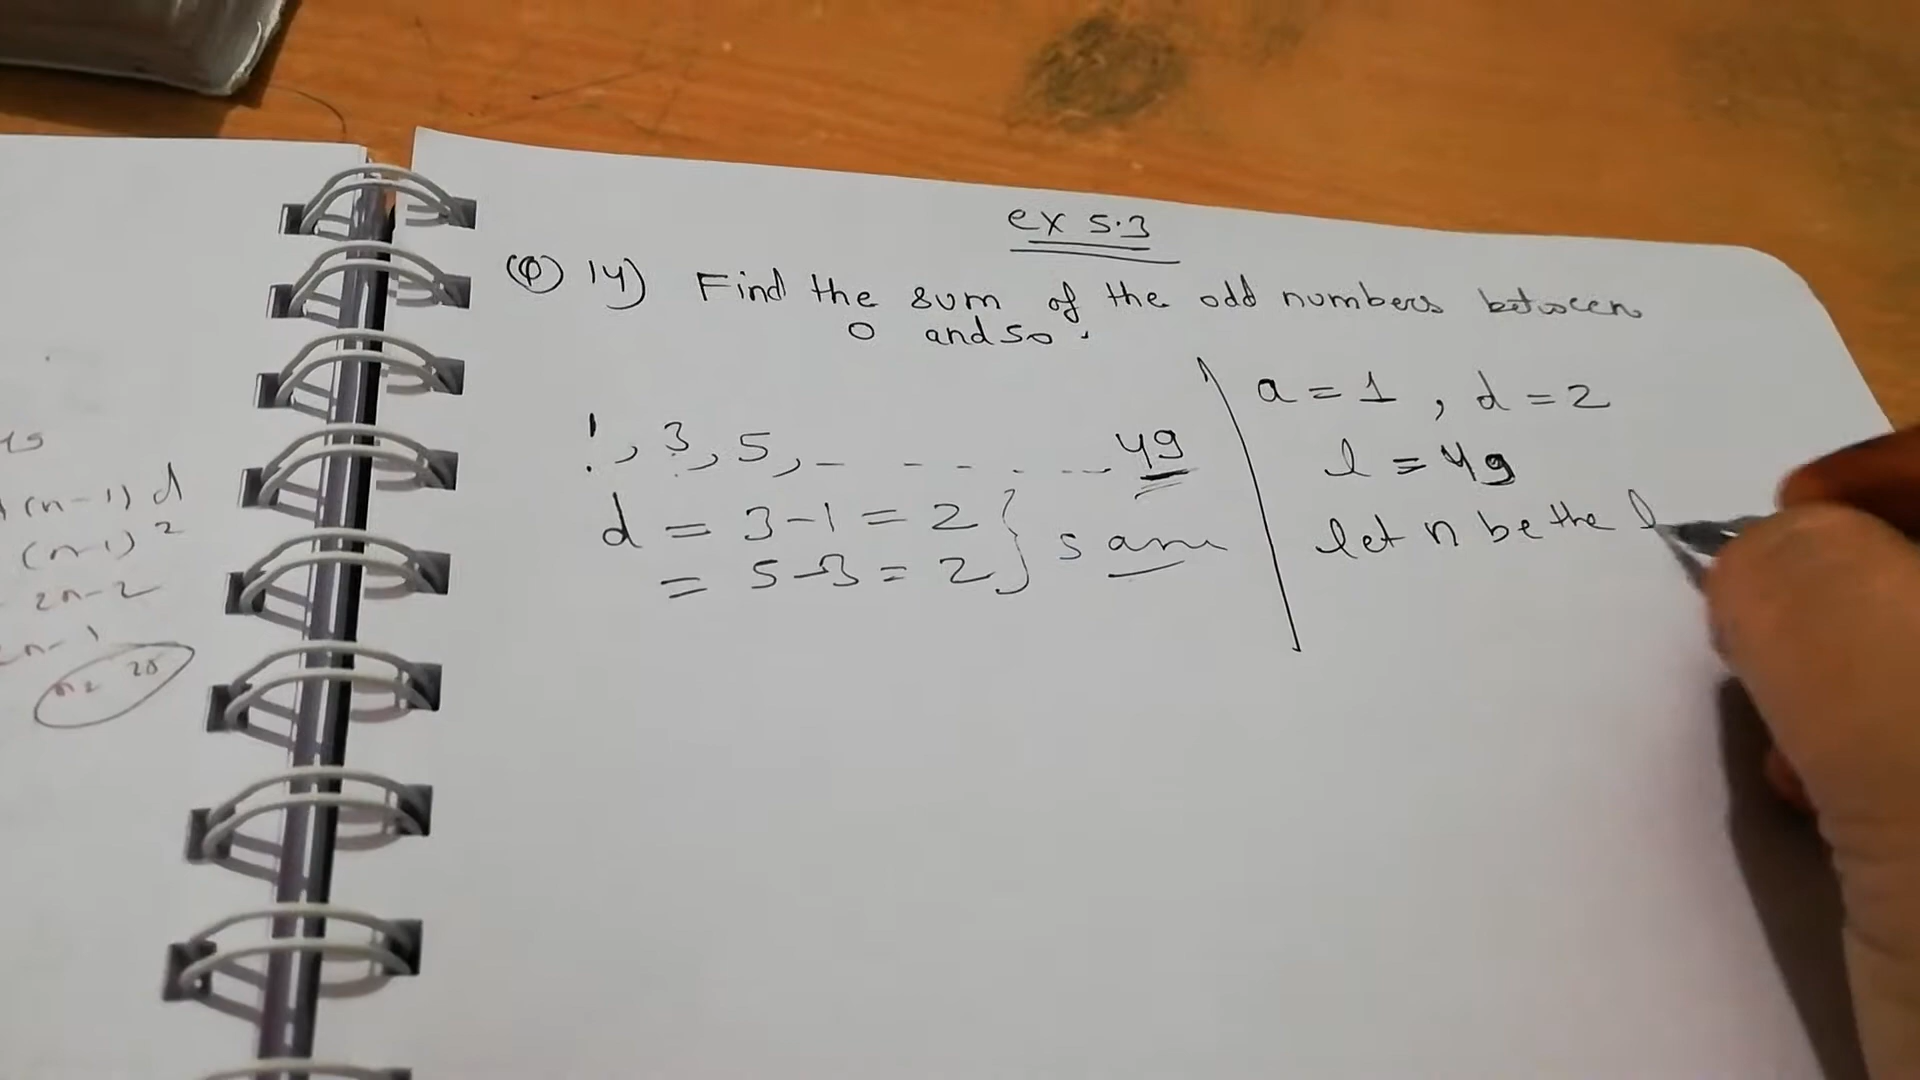 ex 5.3
Q 14) Find the sum of the odd numbers between
0 and 50.
1, 3, 5, - - - - . - 49
d = 3-1 = 2 } same
= 5-3 = 2
a = 1, d = 2
l = 49
let n be the l
(n-1) d
(n-1) 2
2n-2